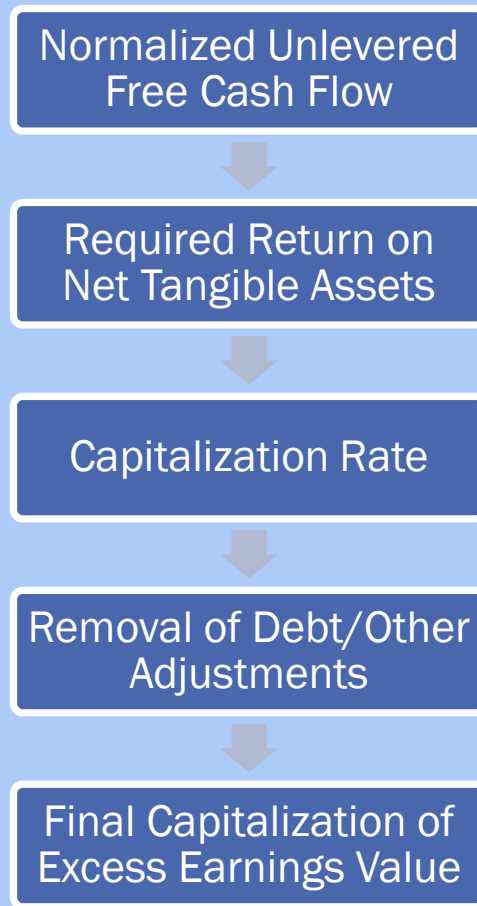 Normalized Unlevered
Free Cash Flow
Required Return on
Net Tangible Assets
Capitalization Rate
Removal of Debt/Other
Adjustments
Final Capitalization of
Excess Earnings Value